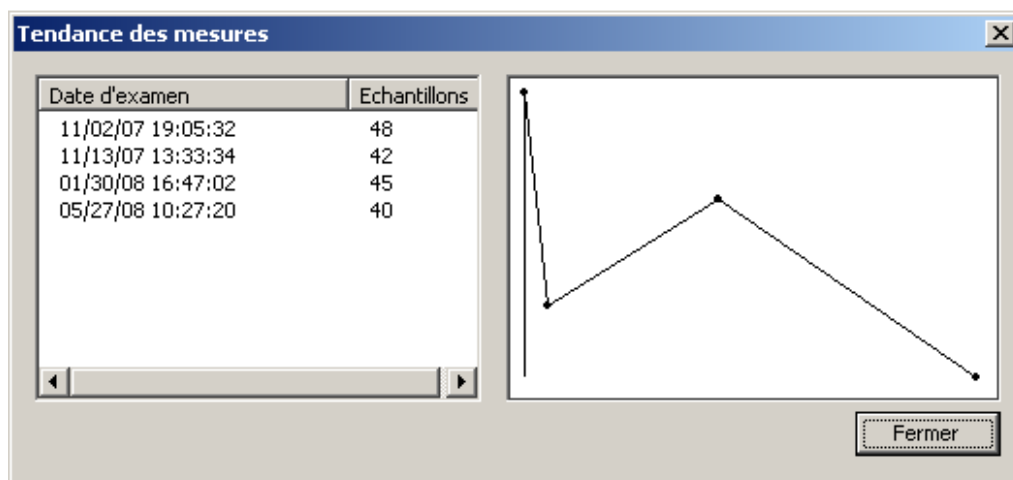 Tendance des mesures
Date d'examen Echantillons
11/02/07 19:05:32 48
11/13/07 13:33:34 42
01/30/08 16:47:02 45
05/27/08 10:27:20 40
Fermer